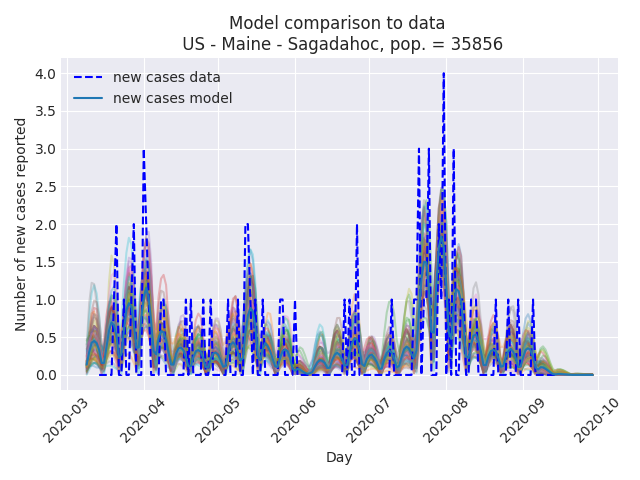 Model comparison to data
US - Maine - Sagadahoc, pop. = 35856
new cases data
new cases model
Number of new cases reported
4.0
3.5
3.0
2.5
2.0
1.5
1.0
0.5
0.0
2020-03
2020-04
2020-05
2020-06
2020-07
2020-08
2020-09
2020-10
Day